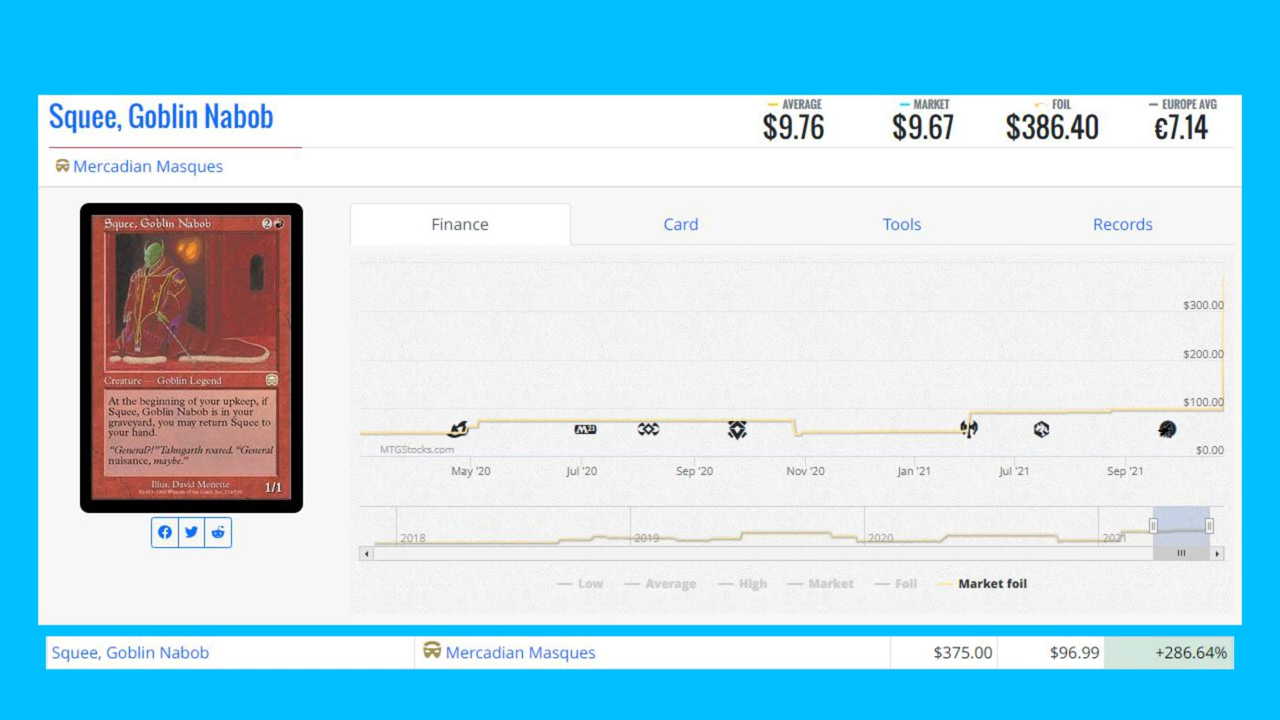 Squee, Goblin Nabob
AVERAGE
$9.76
MARKET
$9.67
FOIL
$386.40
EUROPE AVG
€7.14
Mercadian Masques
Squee, Goblin Nabob
2
Creature — Goblin Legend
At the beginning of your upkeep, if
Squee, Goblin Nabob is in your
graveyard, you may return Squee to
your hand.
"General?!" Tahngarth roared. "General
nuisance, maybe."
Illus. David Monette
1/1
Finance
Card
Tools
Records
$300.00
$200.00
$100.00
$0.00
M21
MTGStocks.com
May '20
Jul '20
Sep '20
Nov '20
Jan '21
Jul '21
Sep '21
2018
2019
2020
2021
Low
Average
High
Market
Foil
Market foil
Squee, Goblin Nabob
Mercadian Masques
$375.00
$96.99
+286.64%